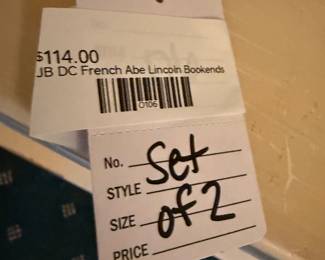 $114.00
JB DC French Abe Lincoln Bookends
0106
No. Set
STYLE
SIZE of 2
PRICE